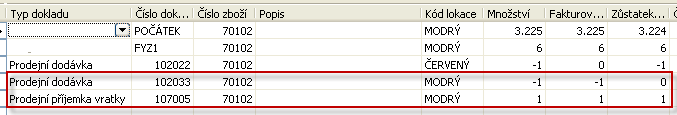 Typ dokladu Číslo dok... Číslo zboží Popis Kód lokace Množství Fakturov... Zůstatek...
POČÁTEK 70102 MODRÝ 3.225 3.225 3.224
FYZ1 70102 MODRÝ 6 6 6
Prodejní dodávka 102022 70102 ČERVENÝ -1 0 -1
Prodejní dodávka 102033 70102 MODRÝ -1 -1 0
Prodejní příjemka vratky 107005 70102 MODRÝ 1 1 1